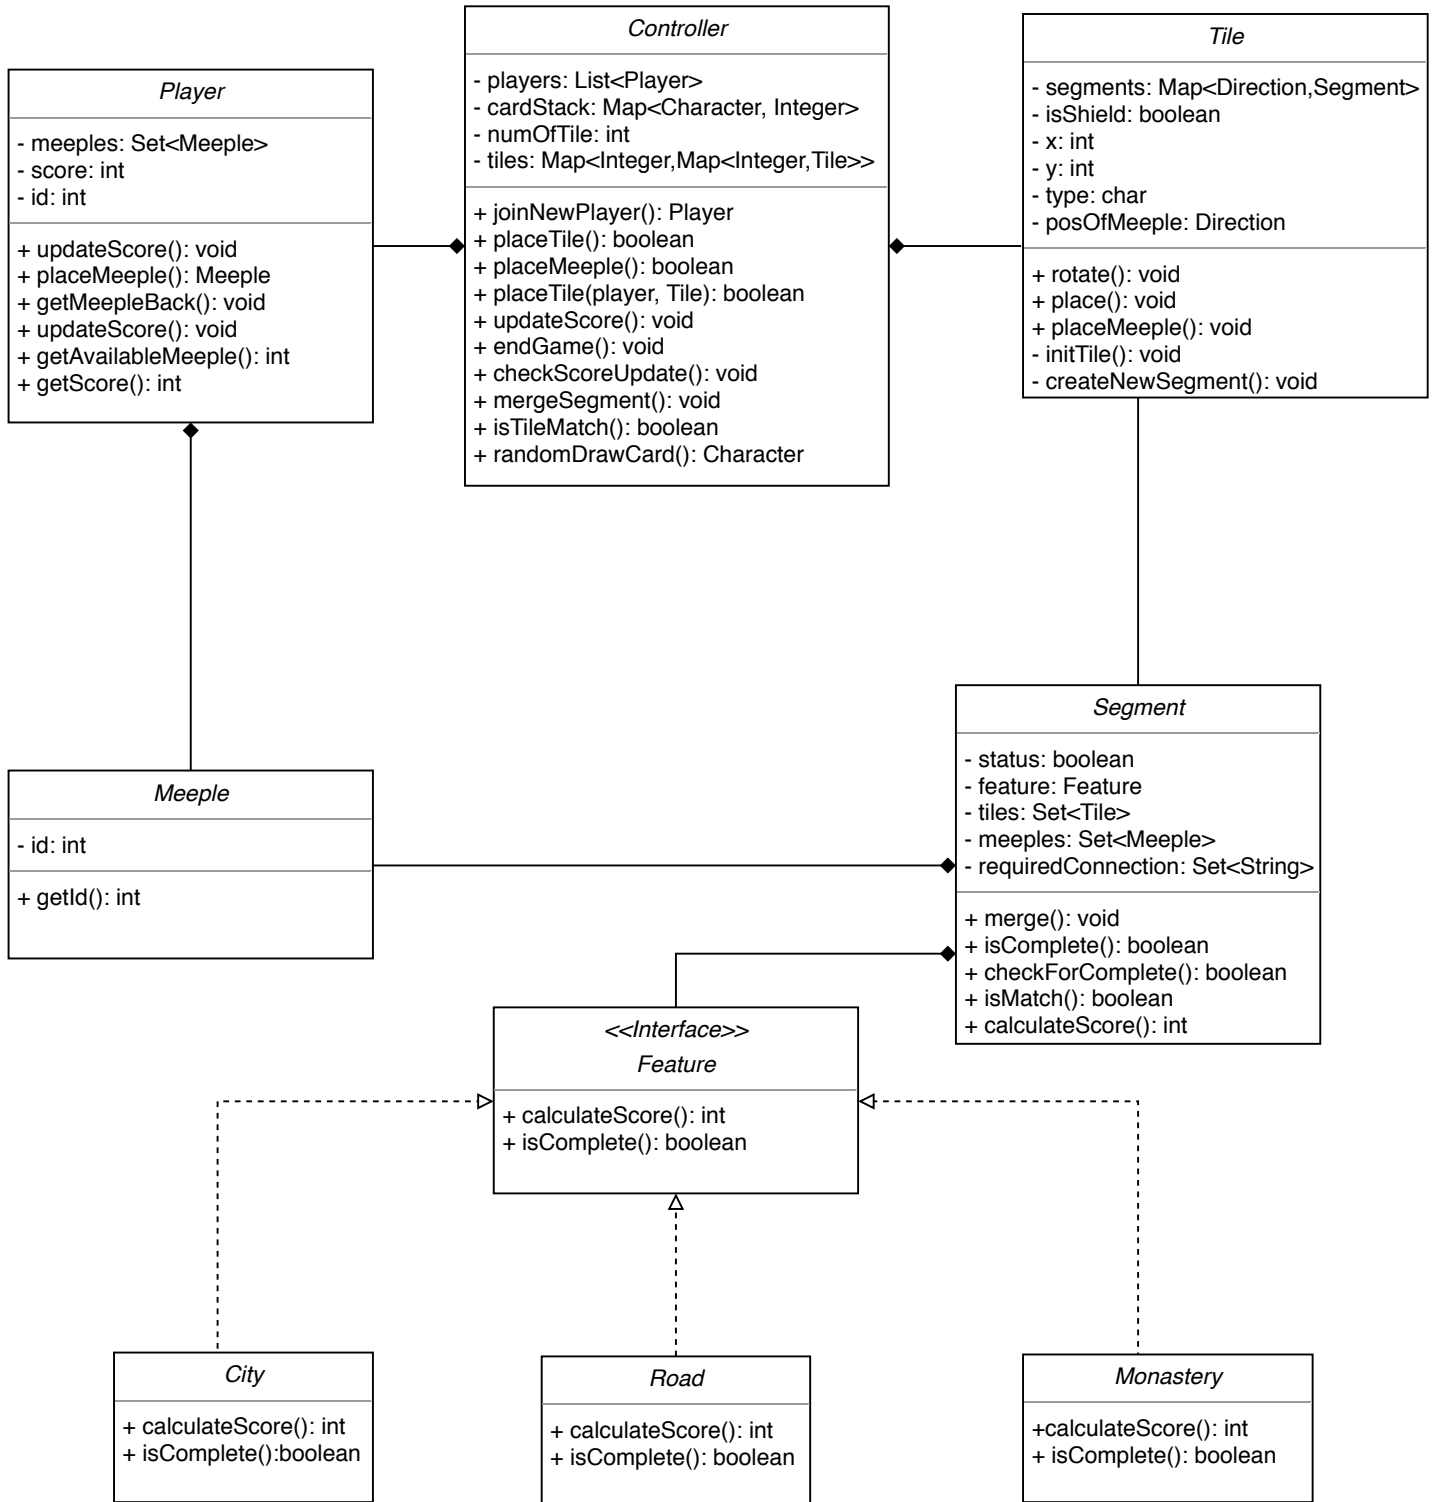 Player
- meeples: Set<Meeple>
- score: int
- id: int
+ updateScore(): void
+ placeMeeple(): Meeple
+ getMeepleBack(): void
+ updateScore(): void
+ getAvailableMeeple(): int
+ getScore(): int
Controller
- players: List<Player>
- cardStack: Map<Character, Integer>
- numOfTile: int
- tiles: Map<Integer,Map<Integer,Tile>>
+ joinNewPlayer(): Player
+ placeTile(): boolean
+ placeMeeple(): boolean
+ placeTile(player, Tile): boolean
+ updateScore(): void
+ endGame(): void
+ checkScoreUpdate(): void
+ mergeSegment(): void
+ isTileMatch(): boolean
+ randomDrawCard(): Character
Tile
- segments: Map<Direction,Segment>
- isShield: boolean
- x: int
- y: int
- type: char
- posOfMeeple: Direction
+ rotate(): void
+ place(): void
+ placeMeeple(): void
- initTile(): void
- createNewSegment(): void
Meeple
- id: int
+ getId(): int
Segment
- status: boolean
- feature: Feature
- tiles: Set<Tile>
- meeples: Set<Meeple>
- requiredConnection: Set<String>
+ merge(): void
+ isComplete(): boolean
+ checkForComplete(): boolean
+ isMatch(): boolean
+ calculateScore(): int
<<Interface>>
Feature
+ calculateScore(): int
+ isComplete(): boolean
City
+ calculateScore(): int
+ isComplete():boolean
Road
+ calculateScore(): int
+ isComplete(): boolean
Monastery
+calculateScore(): int
+ isComplete(): boolean